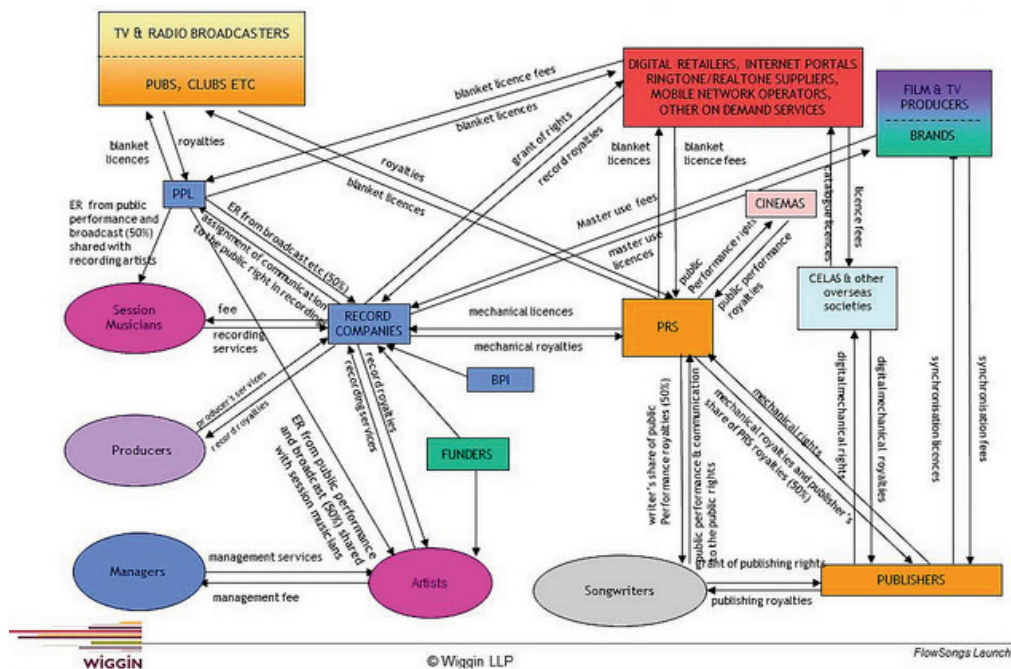 TV & RADIO BROADCASTERS
PUBS, CLUBS ETC
DIGITAL RETAILERS, INTERNET PORTALS
RINGTONE/REALTONE SUPPLIERS,
MOBILE NETWORK OPERATORS,
OTHER ON DEMAND SERVICES
FILM & TV
PRODUCERS
BRANDS
blanket licence fees
blanket licences
grant of rights
record royalties
blanket
licences
royalties
royalties
blanket licences
blanket
licences
blanket
licence fees
catalogue licences
licence fees
PPL
CINEMAS
Master use fees
master use
licences
public
Performance rights
public performance
royalties
ER from public
performance and
broadcast (50%)
shared with
recording artists
ER from broadcast etc (50%)
assignment of communication
to the public right in recording
CELAS & other
overseas
societies
Session
Musicians
fee
recording
services
RECORD
COMPANIES
mechanical licences
mechanical royalties
PRS
BPI
producer's services
record royalties
record royalties
recording services
Producers
FUNDERS
ER from public performance
and broadcast (50%) shared
with session musicians
writer's share of public
Performance royalties (50%)
public performance & communication
to the public rights
mechanical rights
mechanical royalties and publisher's
share of PRS royalties (50%)
digitalmechanical rights
digitalmechanical royalties
synchronisation licences
synchronisation fees
Managers
management services
management fee
Artists
Songwriters
grant of publishing rights
publishing royalties
PUBLISHERS
WIGGIN
© Wiggin LLP
FlowSongs Launch